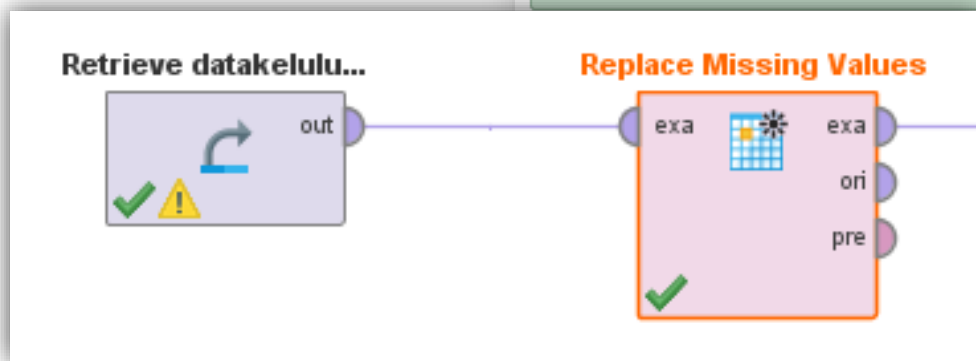 Retrieve datakelulu...
Replace Missing Values
out
exa
exa
ori
pre